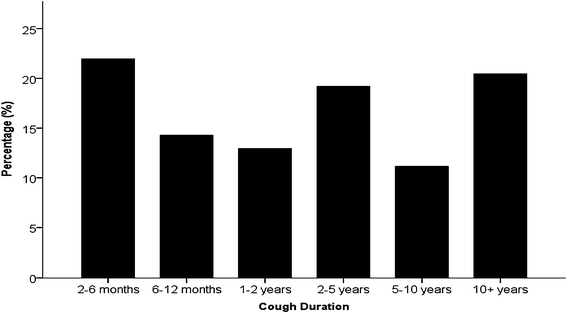 Percentage (%)
25
20
15
10
5
0
2-6 months 6-12 months 1-2 years 2-5 years 5-10 years 10+ years
Cough Duration